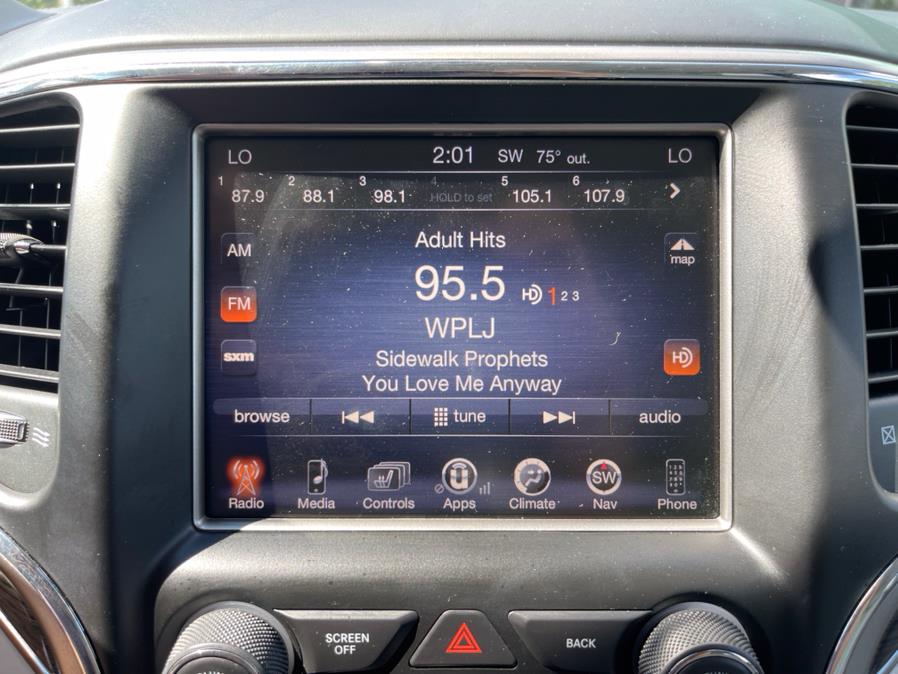 LO 2:01 SW 75° out. LO
1 87.9 2 88.1 3 98.1 4 HOLD to set 5 105.1 6 107.9
AM Adult Hits map
FM 95.5 HD 1 2 3
WPLJ
sxm Sidewalk Prophets HD
You Love Me Anyway
browse tune audio
Radio Media Controls Apps Climate SW Nav Phone
SCREEN OFF BACK